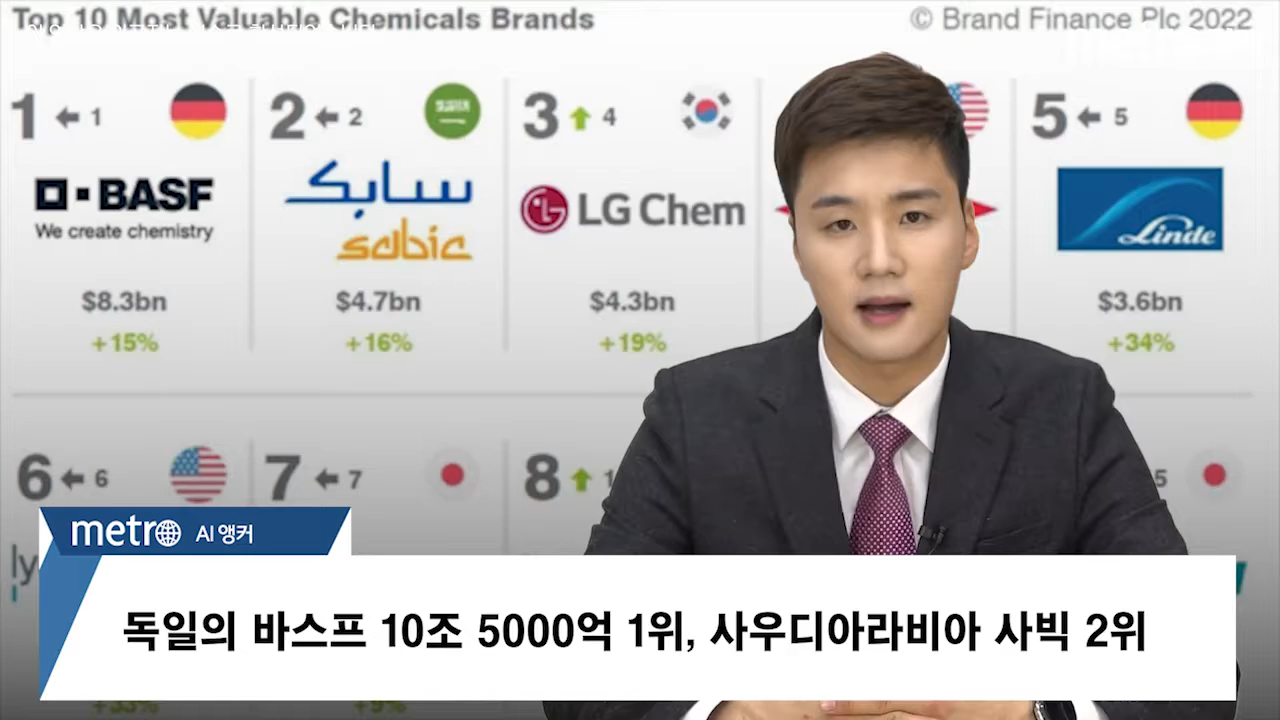 Top 10 Most Valuable Chemicals Brands
© Brand Finance Plc 2022
1 1
2 2
3 4
5 5
BASF
We create chemistry
سابک
sabic
LG Chem
Linde
$8.3bn
$4.7bn
$4.3bn
$3.6bn
+15%
+16%
+19%
+34%
6 6
7 7
8
metro AI 앵커
독일의 바스프 10조 5000억 1위, 사우디아라비아 사빅 2위